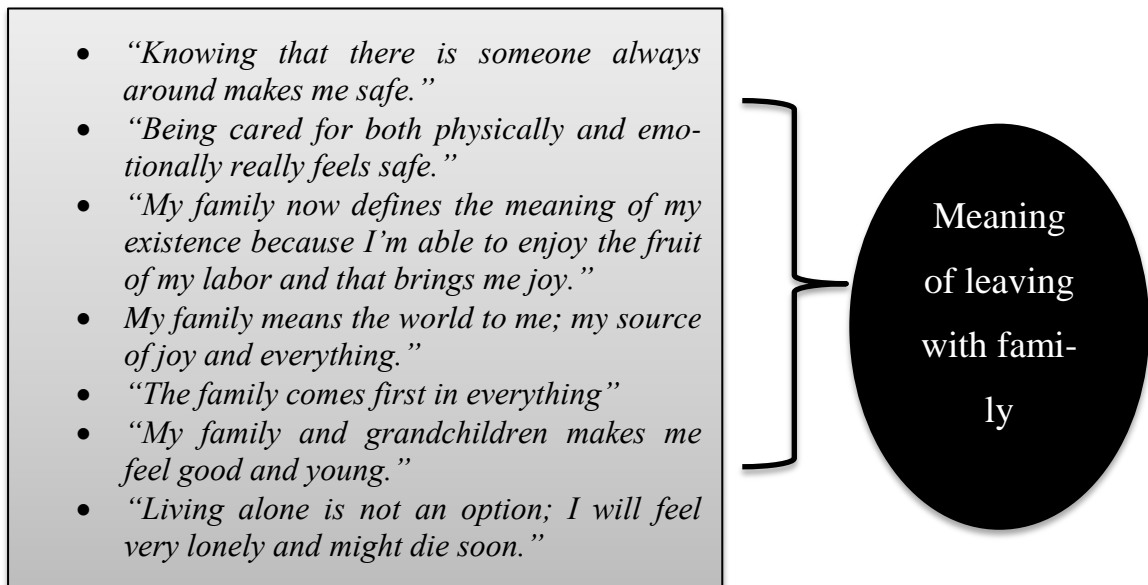 • “Knowing that there is someone always
around makes me safe.”
• “Being cared for both physically and emo-
tionally really feels safe.”
• “My family now defines the meaning of my
existence because I’m able to enjoy the fruit
of my labor and that brings me joy.”
• My family means the world to me; my source
of joy and everything.”
• “The family comes first in everything”
• “My family and grandchildren makes me
feel good and young.”
• “Living alone is not an option; I will feel
very lonely and might die soon.”
Meaning
of leaving
with fami-
ly